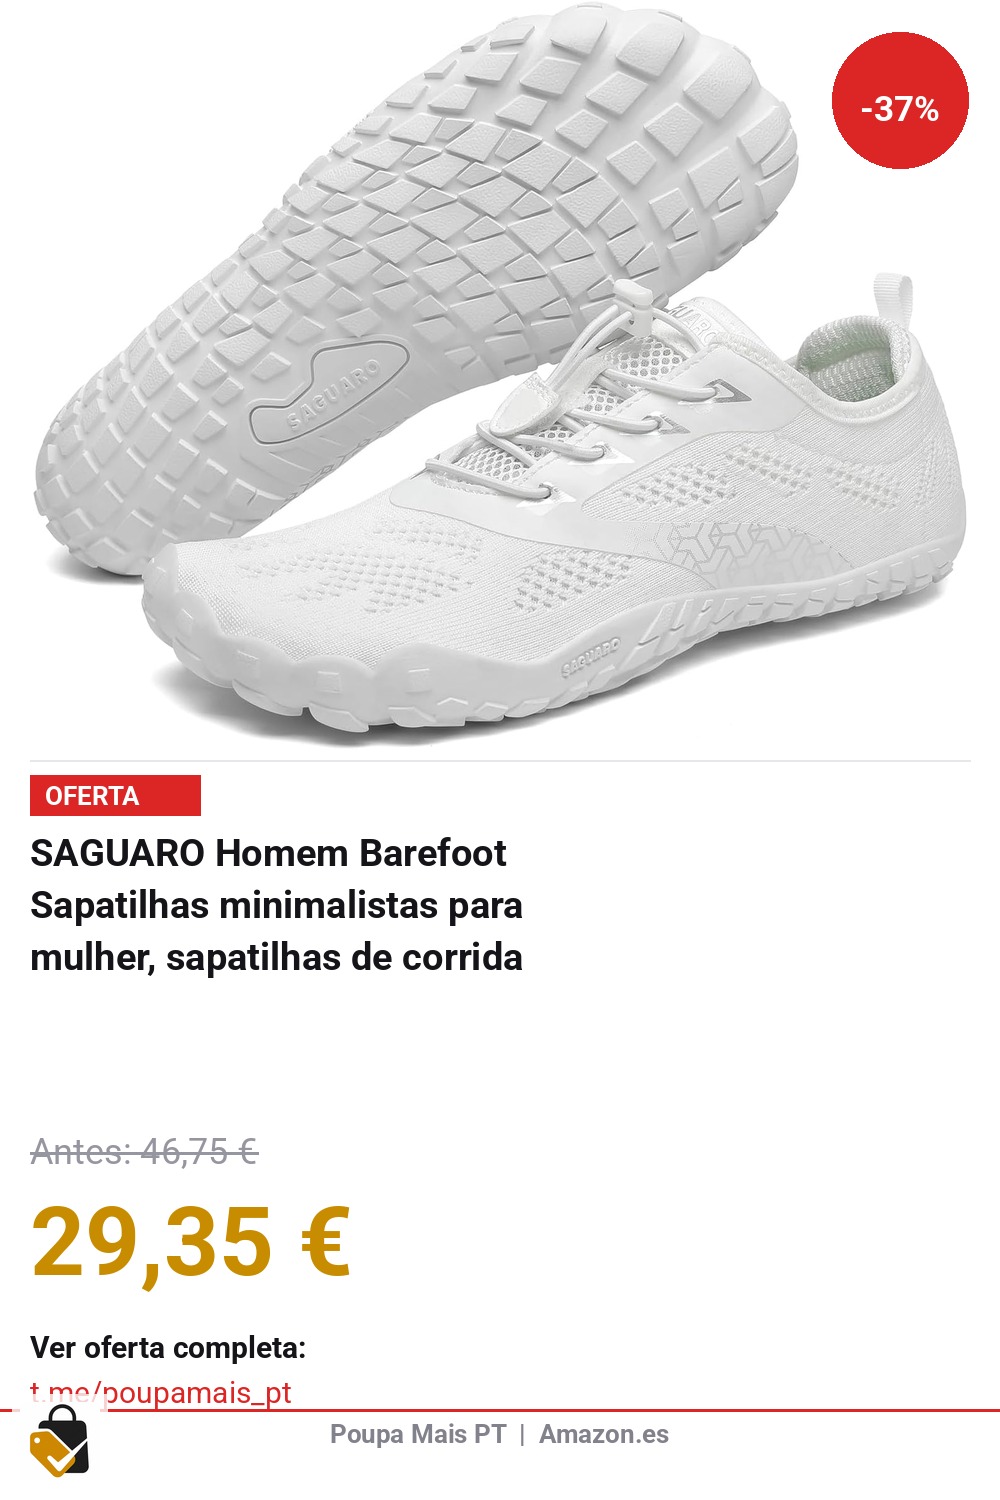 -37%
SAGUARO
SAGUARO
OFERTA
SAGUARO Homem Barefoot
Sapatilhas minimalistas para
mulher, sapatilhas de corrida
Antes: 46,75 €
29,35 €
Ver oferta completa:
t.me/poupamais_pt
Poupa Mais PT | Amazon.es